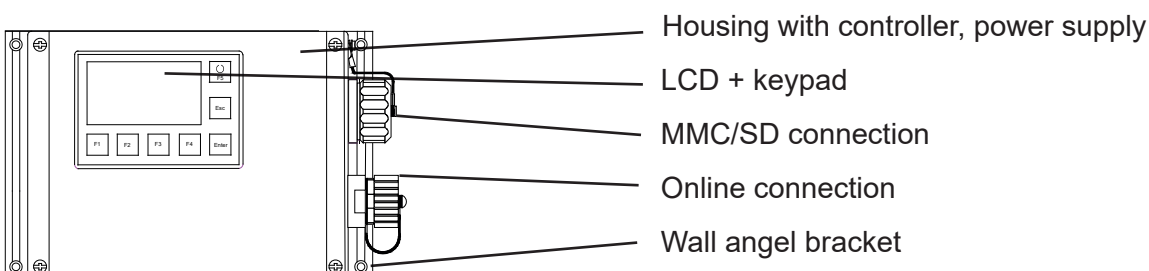 Housing with controller, power supply
LCD + keypad
MMC/SD connection
Online connection
Wall angel bracket
F5
Esc
F1 F2 F3 F4 Enter